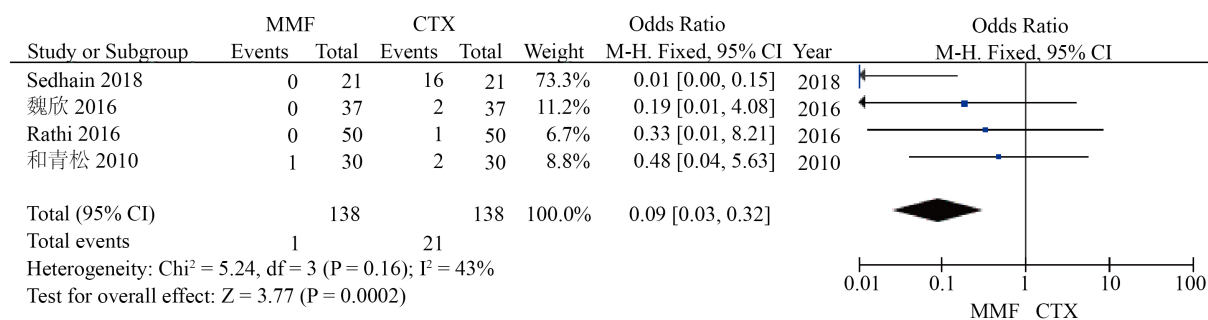 MMF CTX Odds Ratio Odds Ratio
Study or Subgroup Events Total Events Total Weight M-H. Fixed, 95% CI Year M-H. Fixed, 95% CI
Sedhain 2018 0 21 16 21 73.3% 0.01 [0.00, 0.15] 2018
魏欣 2016 0 37 2 37 11.2% 0.19 [0.01, 4.08] 2016
Rathi 2016 0 50 1 50 6.7% 0.33 [0.01, 8.21] 2016
和青松 2010 1 30 2 30 8.8% 0.48 [0.04, 5.63] 2010
Total (95% CI) 138 138 100.0% 0.09 [0.03, 0.32]
Total events 1 21
Heterogeneity: Chi² = 5.24, df = 3 (P = 0.16); I² = 43%
Test for overall effect: Z = 3.77 (P = 0.0002)
0.01 0.1 1 10 100
MMF CTX